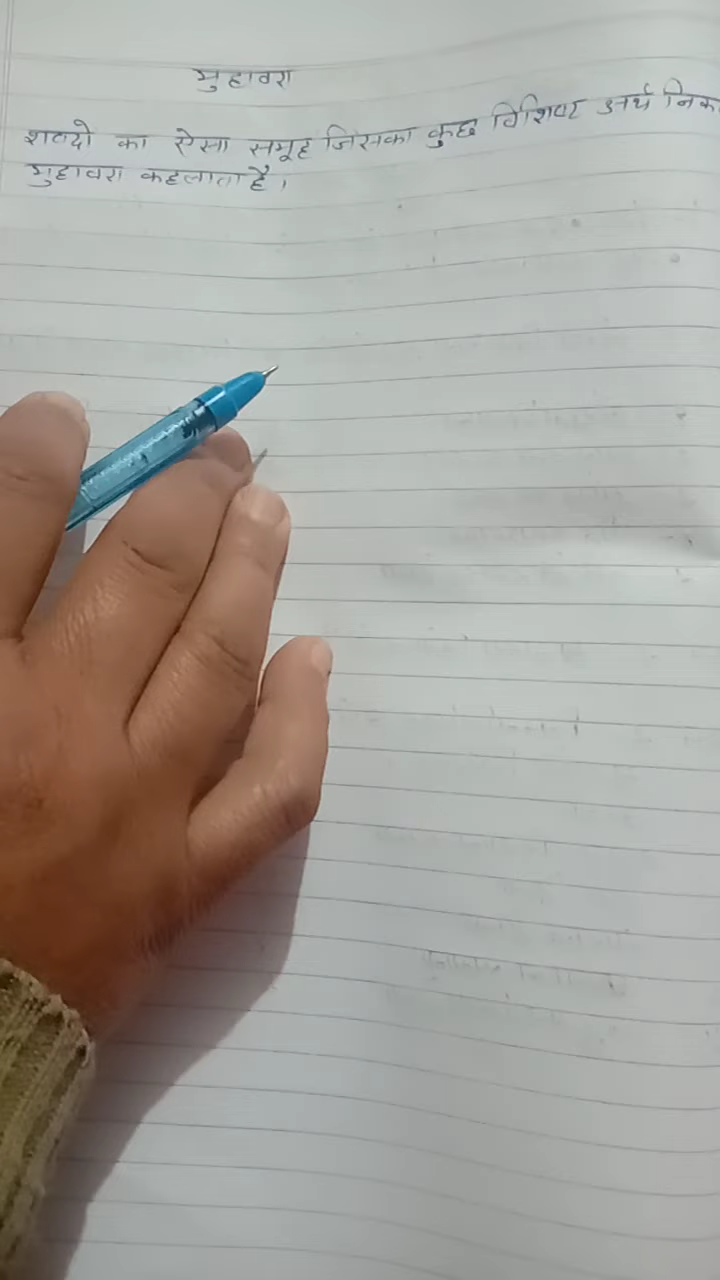 मुहावरा
शब्दो का ऐसा समूह जिसका कुछ विशिष्ट अर्थ
मुहावरा कहलाता है।